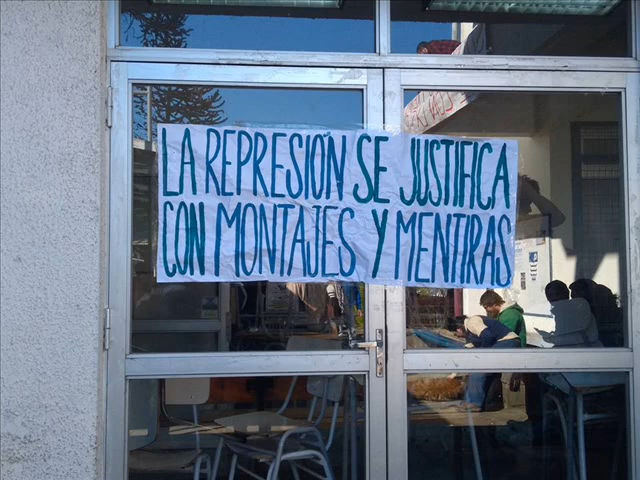 LA REPRESIÓN SE JUSTIFICA
CON MONTAJES Y MENTIRAS